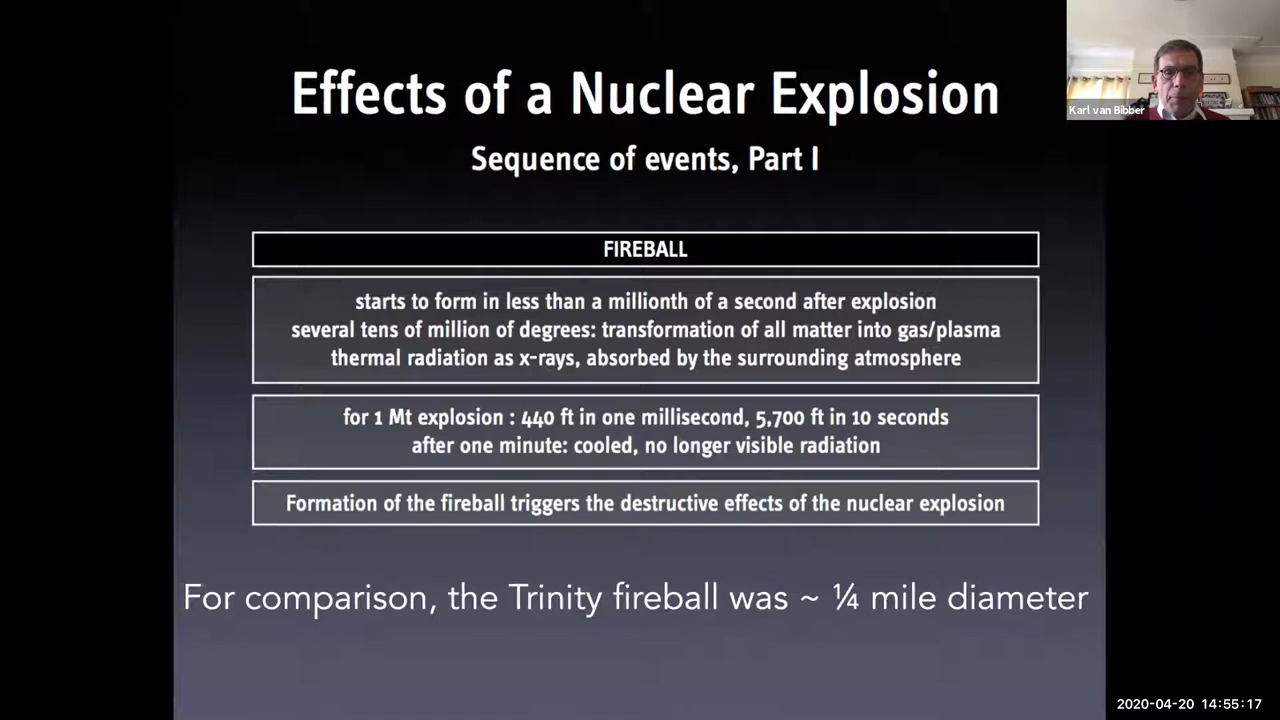 Effects of a Nuclear Explosion
Sequence of events, Part I
Karl van Bibber
FIREBALL
starts to form in less than a millionth of a second after explosion
several tens of million of degrees: transformation of all matter into gas/plasma
thermal radiation as x-rays, absorbed by the surrounding atmosphere
for 1 Mt explosion : 440 ft in one millisecond, 5,700 ft in 10 seconds
after one minute: cooled, no longer visible radiation
Formation of the fireball triggers the destructive effects of the nuclear explosion
For comparison, the Trinity fireball was ~ ¼ mile diameter
2020-04-20 14:55:17